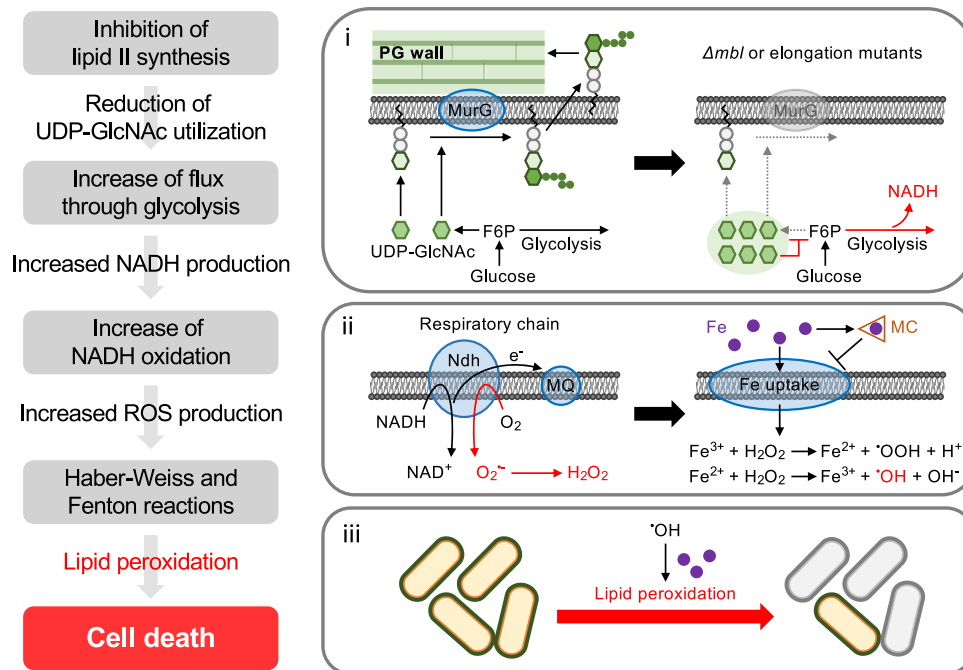 Inhibition of
lipid II synthesis
Reduction of
UDP-GlcNAc utilization
Increase of flux
through glycolysis
Increased NADH production
Increase of
NADH oxidation
Increased ROS production
Haber-Weiss and
Fenton reactions
Lipid peroxidation
Cell death
i
PG wall
MurG
UDP-GlcNAc
F6P
Glycolysis
Glucose
Δmbl or elongation mutants
MurG
NADH
F6P
Glycolysis
Glucose
ii
Respiratory chain
Ndh
e-
MQ
NADH
O2
NAD+
O2•-
H2O2
Fe
MC
Fe uptake
Fe3+ + H2O2 → Fe2+ + •OOH + H+
Fe2+ + H2O2 → Fe3+ + •OH + OH-
iii
•OH
Lipid peroxidation